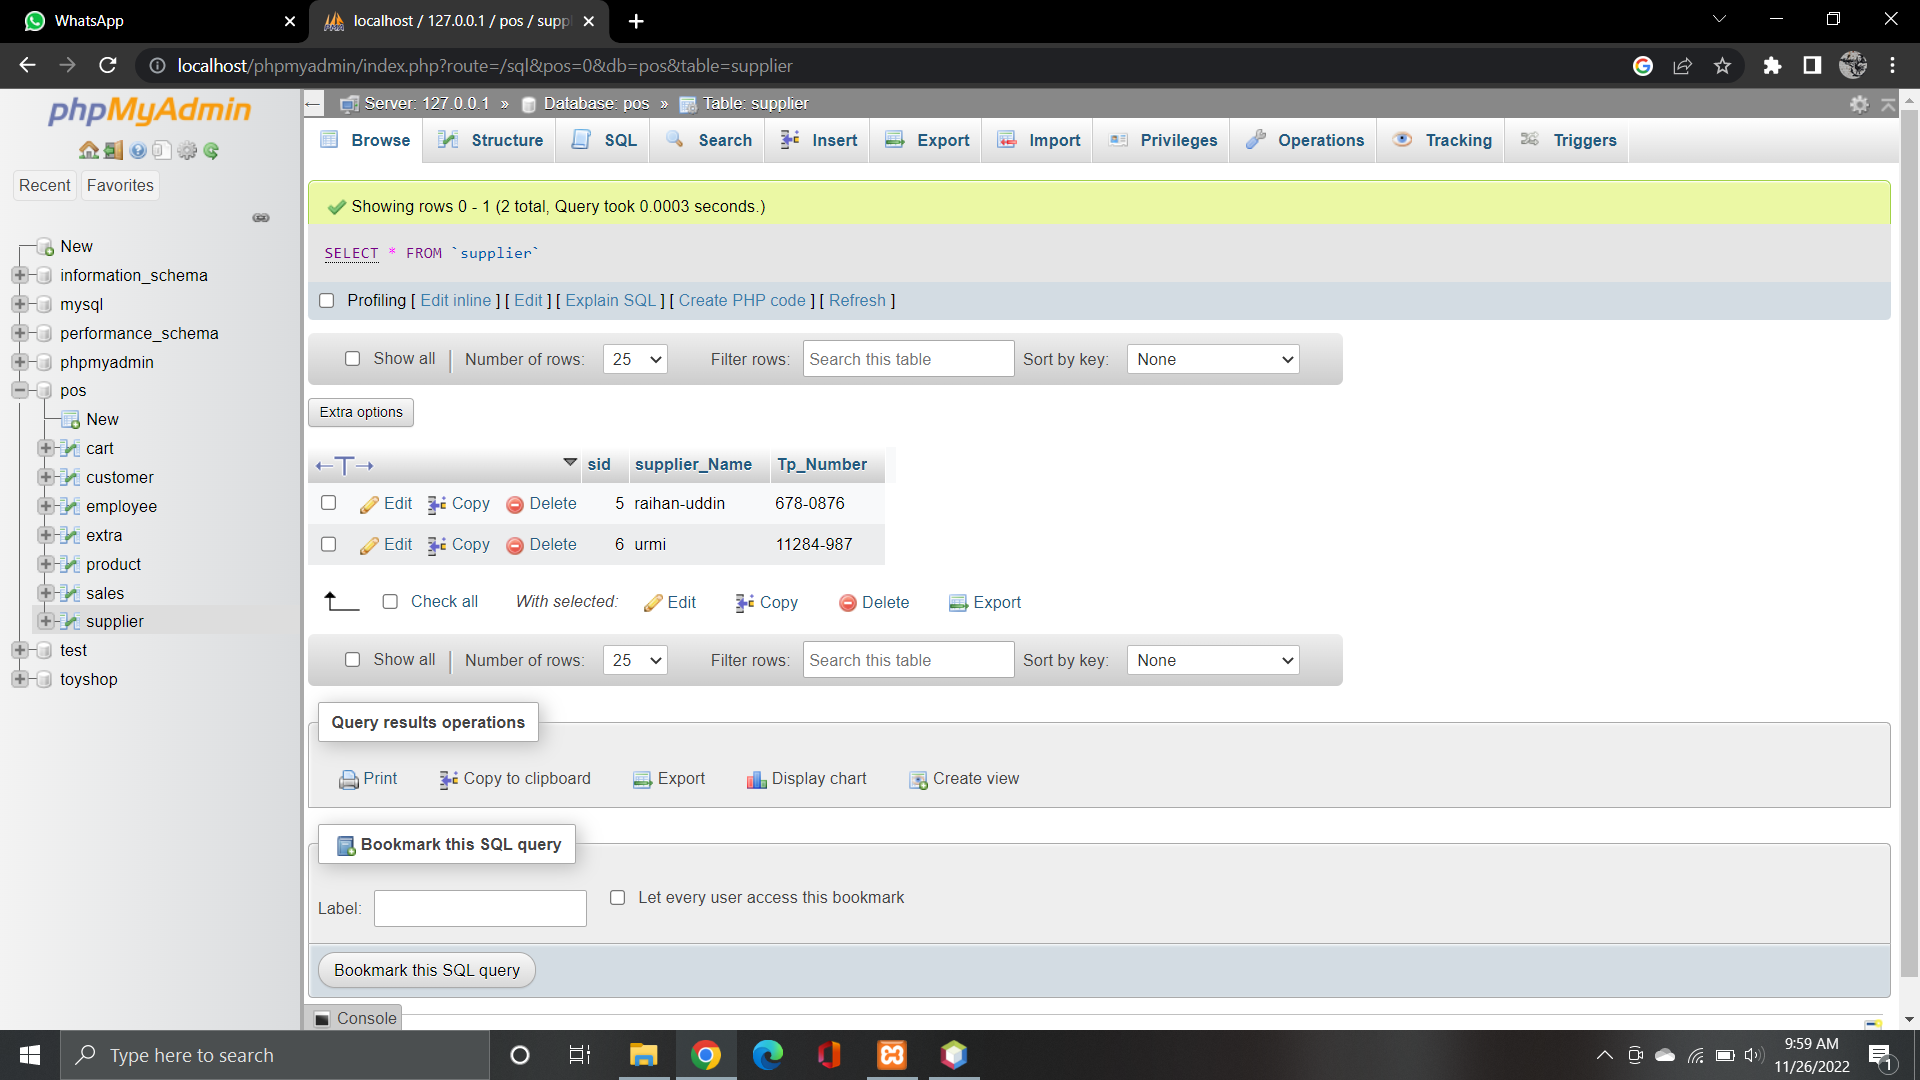 WhatsApp
localhost / 127.0.0.1 / pos / supp
localhost/phpmyadmin/index.php?route=/sql&pos=0&db=pos&table=supplier
phpMyAdmin
Recent Favorites
New
information_schema
mysql
performance_schema
phpmyadmin
pos
New
cart
customer
employee
extra
product
sales
supplier
test
toyshop
Server: 127.0.0.1 » Database: pos » Table: supplier
Browse Structure SQL Search Insert Export Import Privileges Operations Tracking Triggers
Showing rows 0 - 1 (2 total, Query took 0.0003 seconds.)
SELECT * FROM `supplier`
Profiling [ Edit inline ] [ Edit ] [ Explain SQL ] [ Create PHP code ] [ Refresh ]
Show all Number of rows: 25 Filter rows: Search this table Sort by key: None
Extra options
sid supplier_Name Tp_Number
Edit Copy Delete 5 raihan-uddin 678-0876
Edit Copy Delete 6 urmi 11284-987
Check all With selected: Edit Copy Delete Export
Show all Number of rows: 25 Filter rows: Search this table Sort by key: None
Query results operations
Print Copy to clipboard Export Display chart Create view
Bookmark this SQL query
Label: Let every user access this bookmark
Bookmark this SQL query
Console
Type here to search
9:59 AM
11/26/2022
1